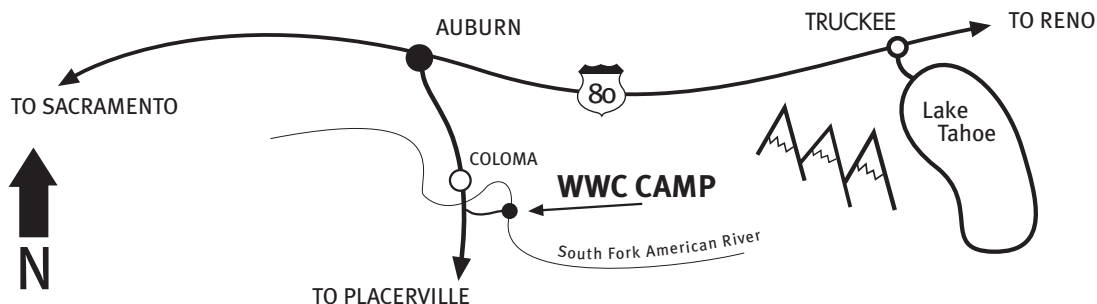 TRUCKEE
TO RENO
AUBURN
80
TO SACRAMENTO
Lake
Tahoe
COLOMA
WWC CAMP
South Fork American River
N
TO PLACERVILLE